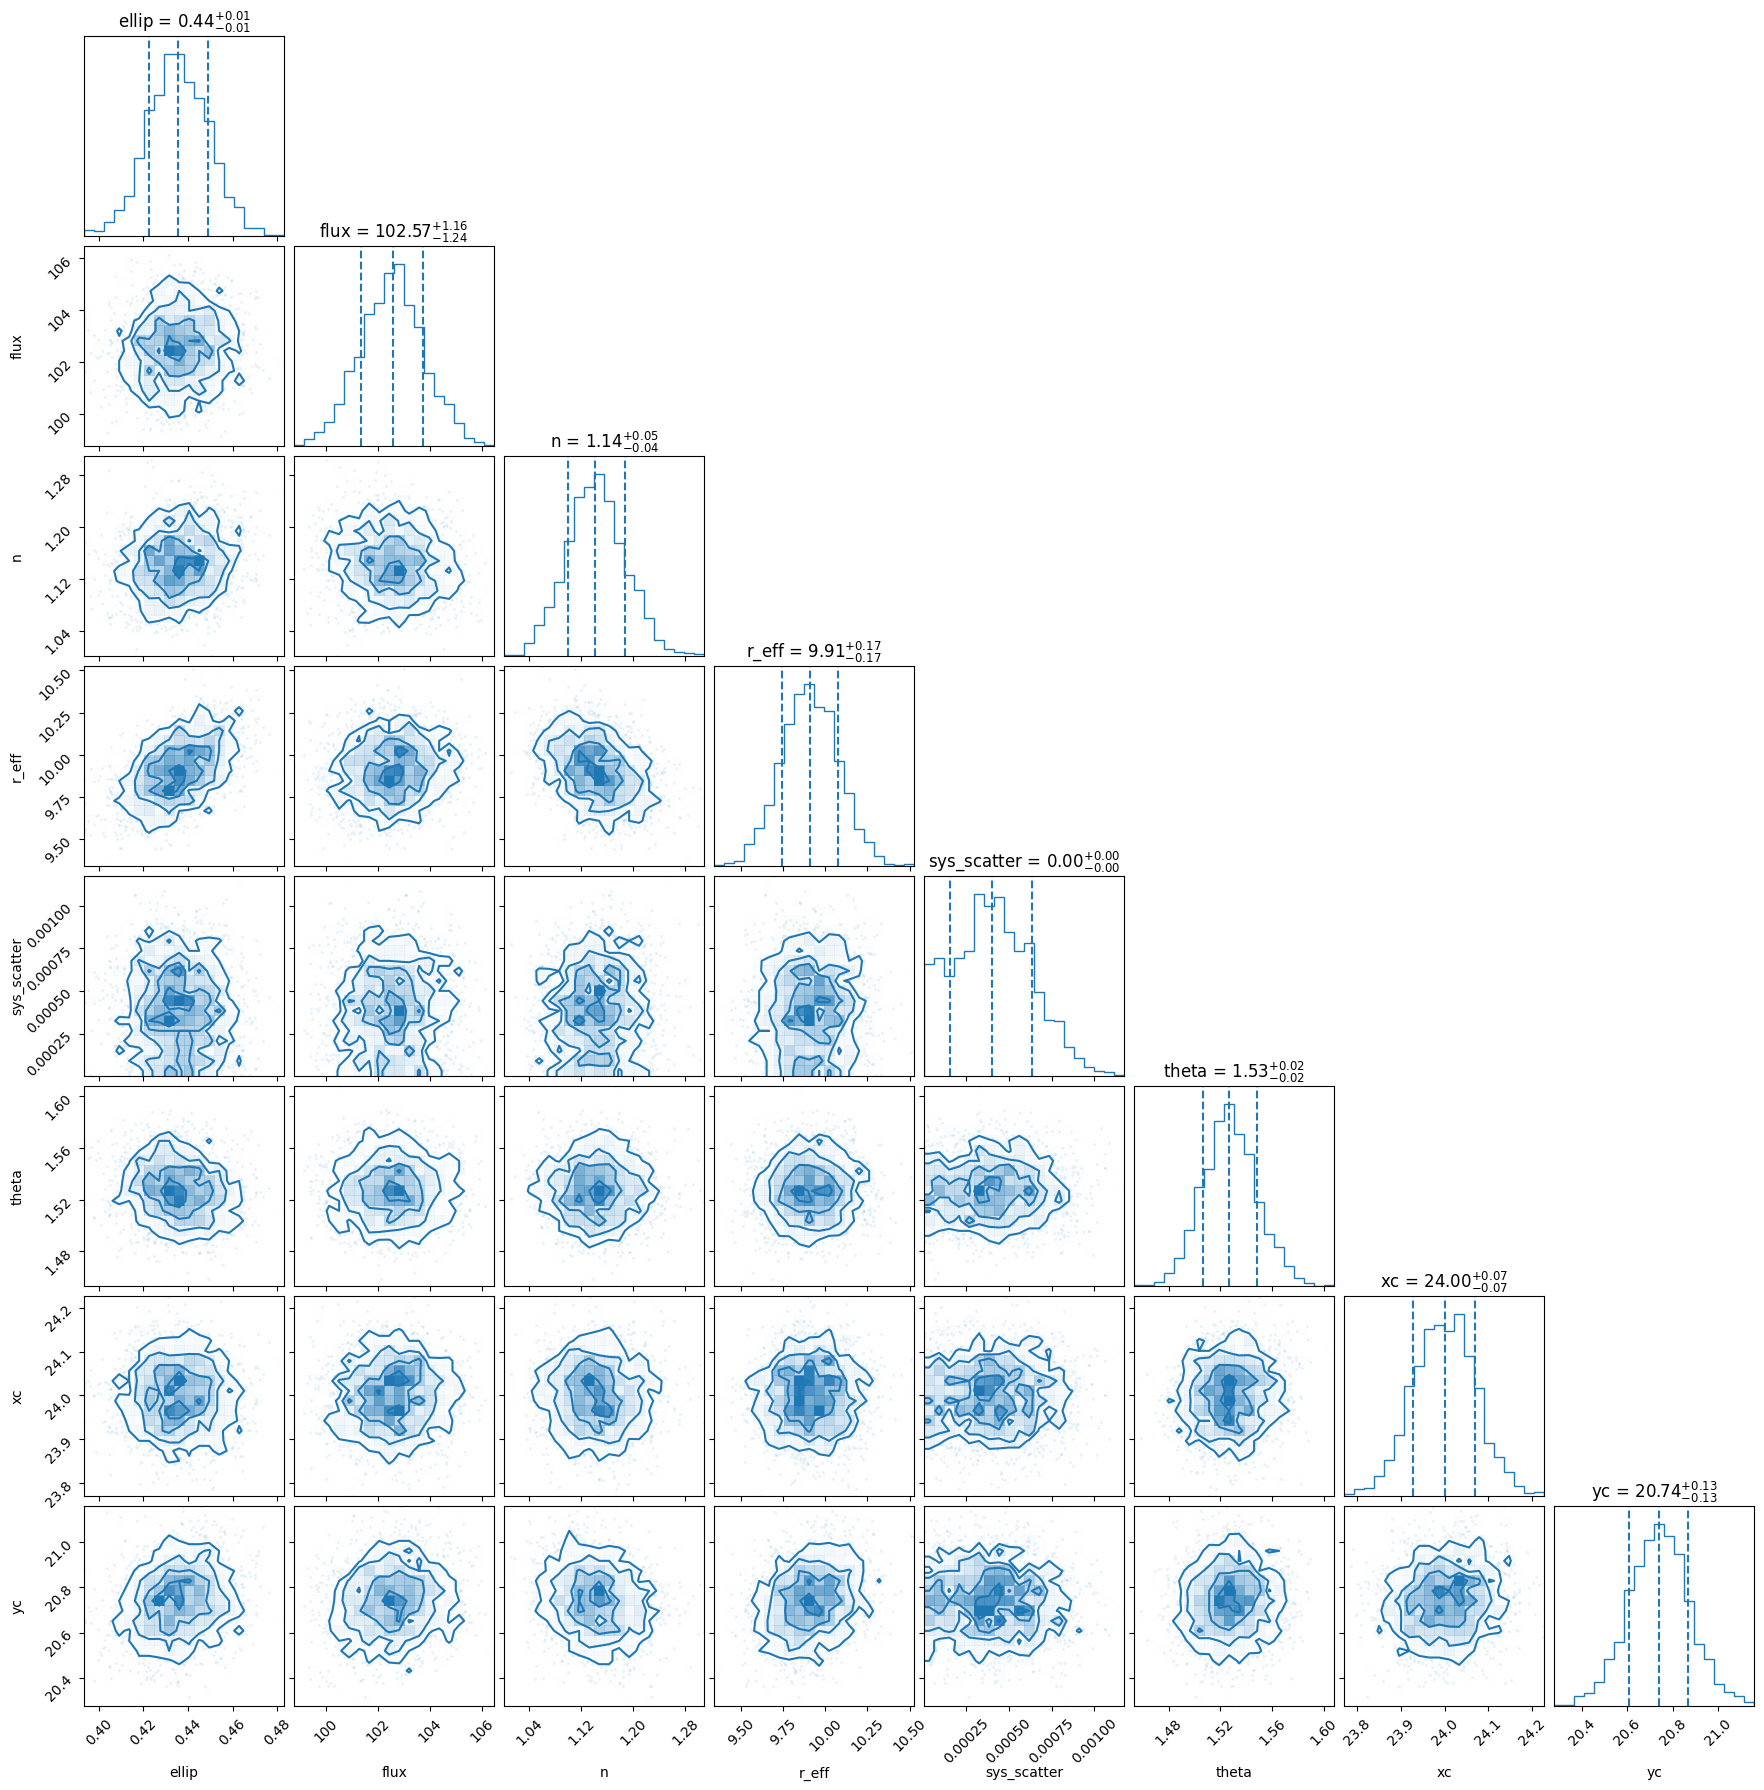 ellip = 0.44 +0.01 −0.01
flux = 102.57 +1.16 −1.24
106
104
102
100
flux
n = 1.14 +0.05 −0.04
1.28
1.20
1.12
1.04
n
r_eff = 9.91 +0.17 −0.17
10.50
10.25
10.00
9.75
9.50
r_eff
sys_scatter = 0.00 +0.00 −0.00
0.00100
0.00075
0.00050
0.00025
sys_scatter
theta = 1.53 +0.02 −0.02
1.60
1.56
1.52
1.48
theta
xc = 24.00 +0.07 −0.07
24.2
24.1
24.0
23.9
23.8
xc
yc = 20.74 +0.13 −0.13
21.0
20.8
20.6
20.4
yc
0.40 0.42 0.44 0.46 0.48 100 102 104 106 1.04 1.12 1.20 1.28 9.50 9.75 10.00 10.25 10.50 0.00025 0.00050 0.00075 0.00100 1.48 1.52 1.56 1.60 23.8 23.9 24.0 24.1 24.2 20.4 20.6 20.8 21.0
ellip flux n r_eff sys_scatter theta xc yc